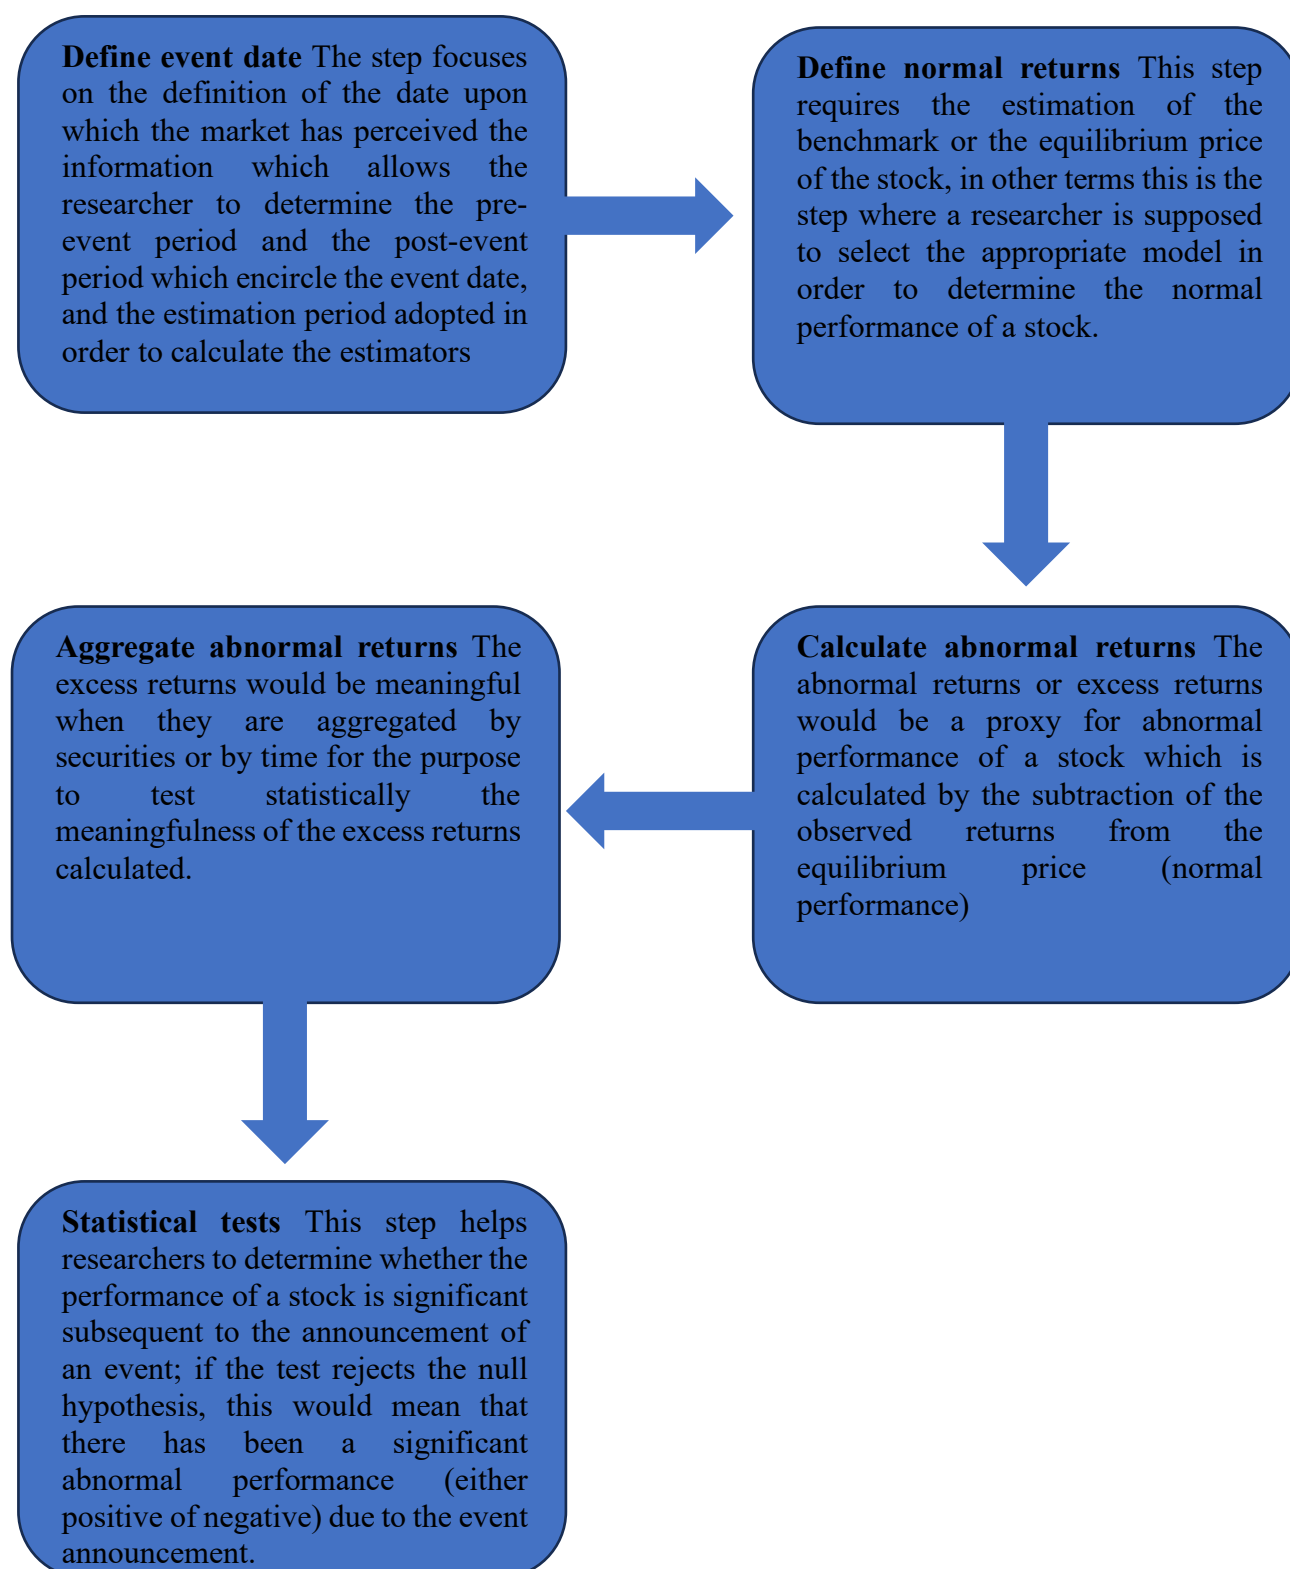 Define event date The step focuses
on the definition of the date upon
which the market has perceived the
information which allows the
researcher to determine the pre-
event period and the post-event
period which encircle the event date,
and the estimation period adopted in
order to calculate the estimators
Define normal returns This step
requires the estimation of the
benchmark or the equilibrium price
of the stock, in other terms this is the
step where a researcher is supposed
to select the appropriate model in
order to determine the normal
performance of a stock.
Calculate abnormal returns The
abnormal returns or excess returns
would be a proxy for abnormal
performance of a stock which is
calculated by the subtraction of the
observed returns from the
equilibrium price (normal
performance)
Aggregate abnormal returns The
excess returns would be meaningful
when they are aggregated by
securities or by time for the purpose
to test statistically the
meaningfulness of the excess returns
calculated.
Statistical tests This step helps
researchers to determine whether the
performance of a stock is significant
subsequent to the announcement of
an event; if the test rejects the null
hypothesis, this would mean that
there has been a significant
abnormal performance (either
positive of negative) due to the event
announcement.